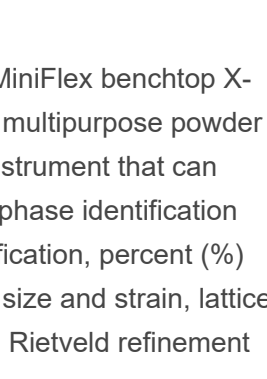 MiniFlex benchtop X-
multipurpose powder
strument that can
phase identification
fication, percent (%)
size and strain, lattice
Rietveld refinement